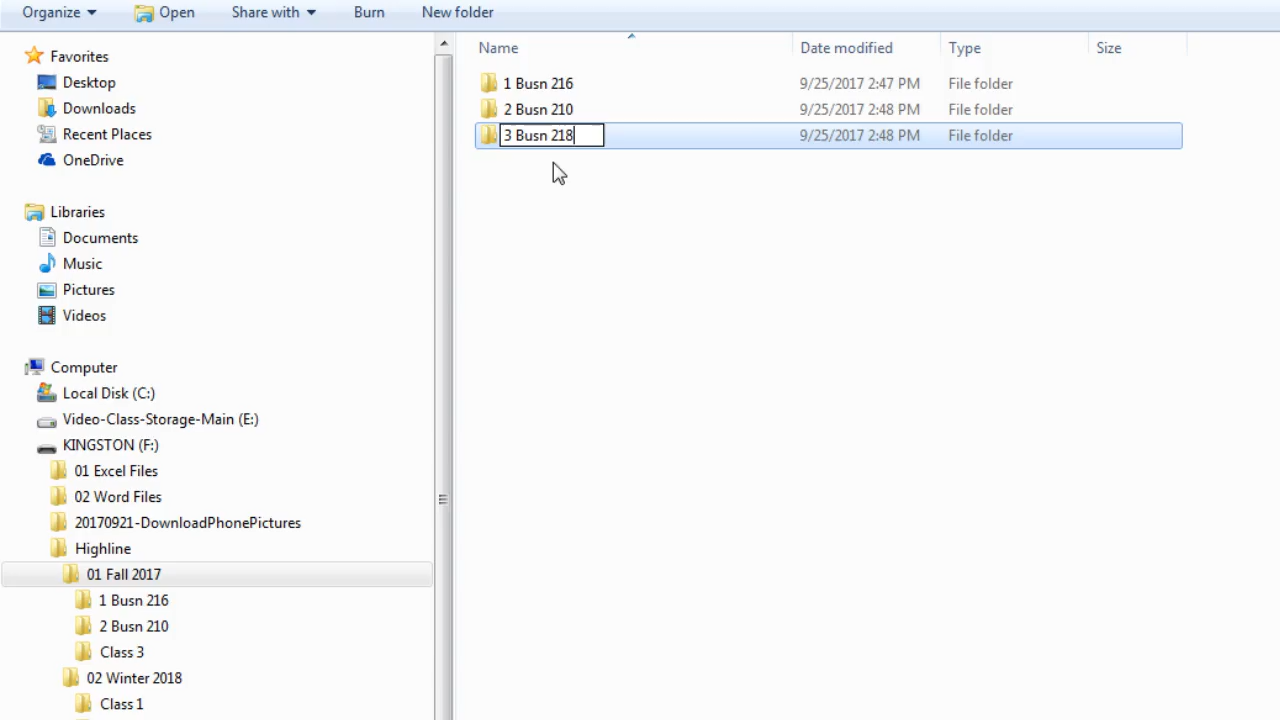 Organize Open Share with Burn New folder
Favorites
Desktop
Downloads
Recent Places
OneDrive
Libraries
Documents
Music
Pictures
Videos
Computer
Local Disk (C:)
Video-Class-Storage-Main (E:)
KINGSTON (F:)
01 Excel Files
02 Word Files
20170921-DownloadPhonePictures
Highline
01 Fall 2017
1 Busn 216
2 Busn 210
Class 3
02 Winter 2018
Class 1
Name Date modified Type Size
1 Busn 216 9/25/2017 2:47 PM File folder
2 Busn 210 9/25/2017 2:48 PM File folder
3 Busn 218 9/25/2017 2:48 PM File folder